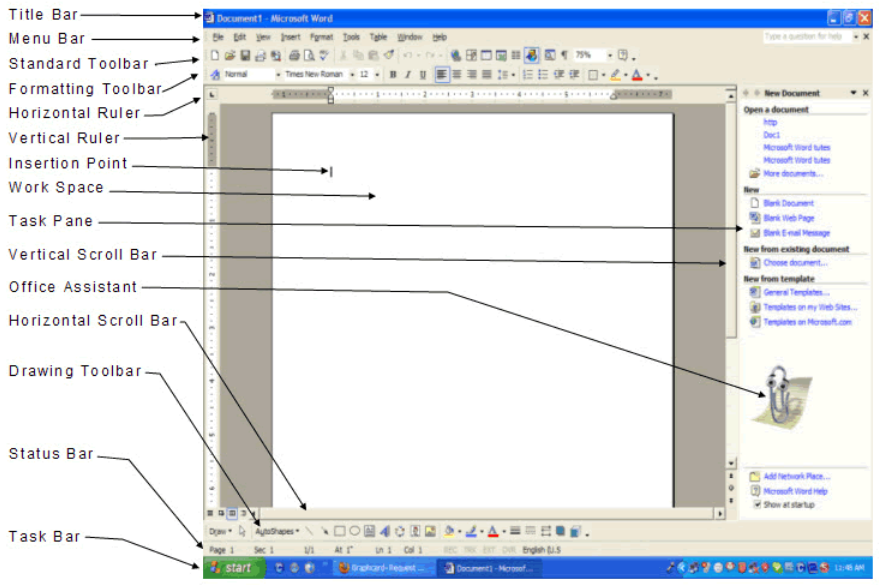 Title Bar
Document1 - Microsoft Word
Menu Bar
File Edit View Insert Format Tools Table Window Help
Type a question for help
Standard Toolbar
75%
Formatting Toolbar
Normal Times New Roman 12 B I U
Horizontal Ruler
Vertical Ruler
Insertion Point
Work Space
Task Pane
Vertical Scroll Bar
Office Assistant
Horizontal Scroll Bar
Drawing Toolbar
Status Bar
Task Bar
New Document
Open a document
http
Doc1
Microsoft Word tutes
Microsoft Word tutes
More documents...
New
Blank Document
Blank Web Page
Blank E-mail Message
New from existing document
Choose document...
New from template
General Templates...
Templates on my Web Sites...
Templates on Microsoft.com
Add Network Place...
Microsoft Word Help
Show at startup
Draw AutoShapes
Page 1 Sec 1 1/1 At 1" Ln 1 Col 1 REC TRK EXT OVR English (U.S
start Graphcard- Request ... Document1 - Microsof... 12:48 AM